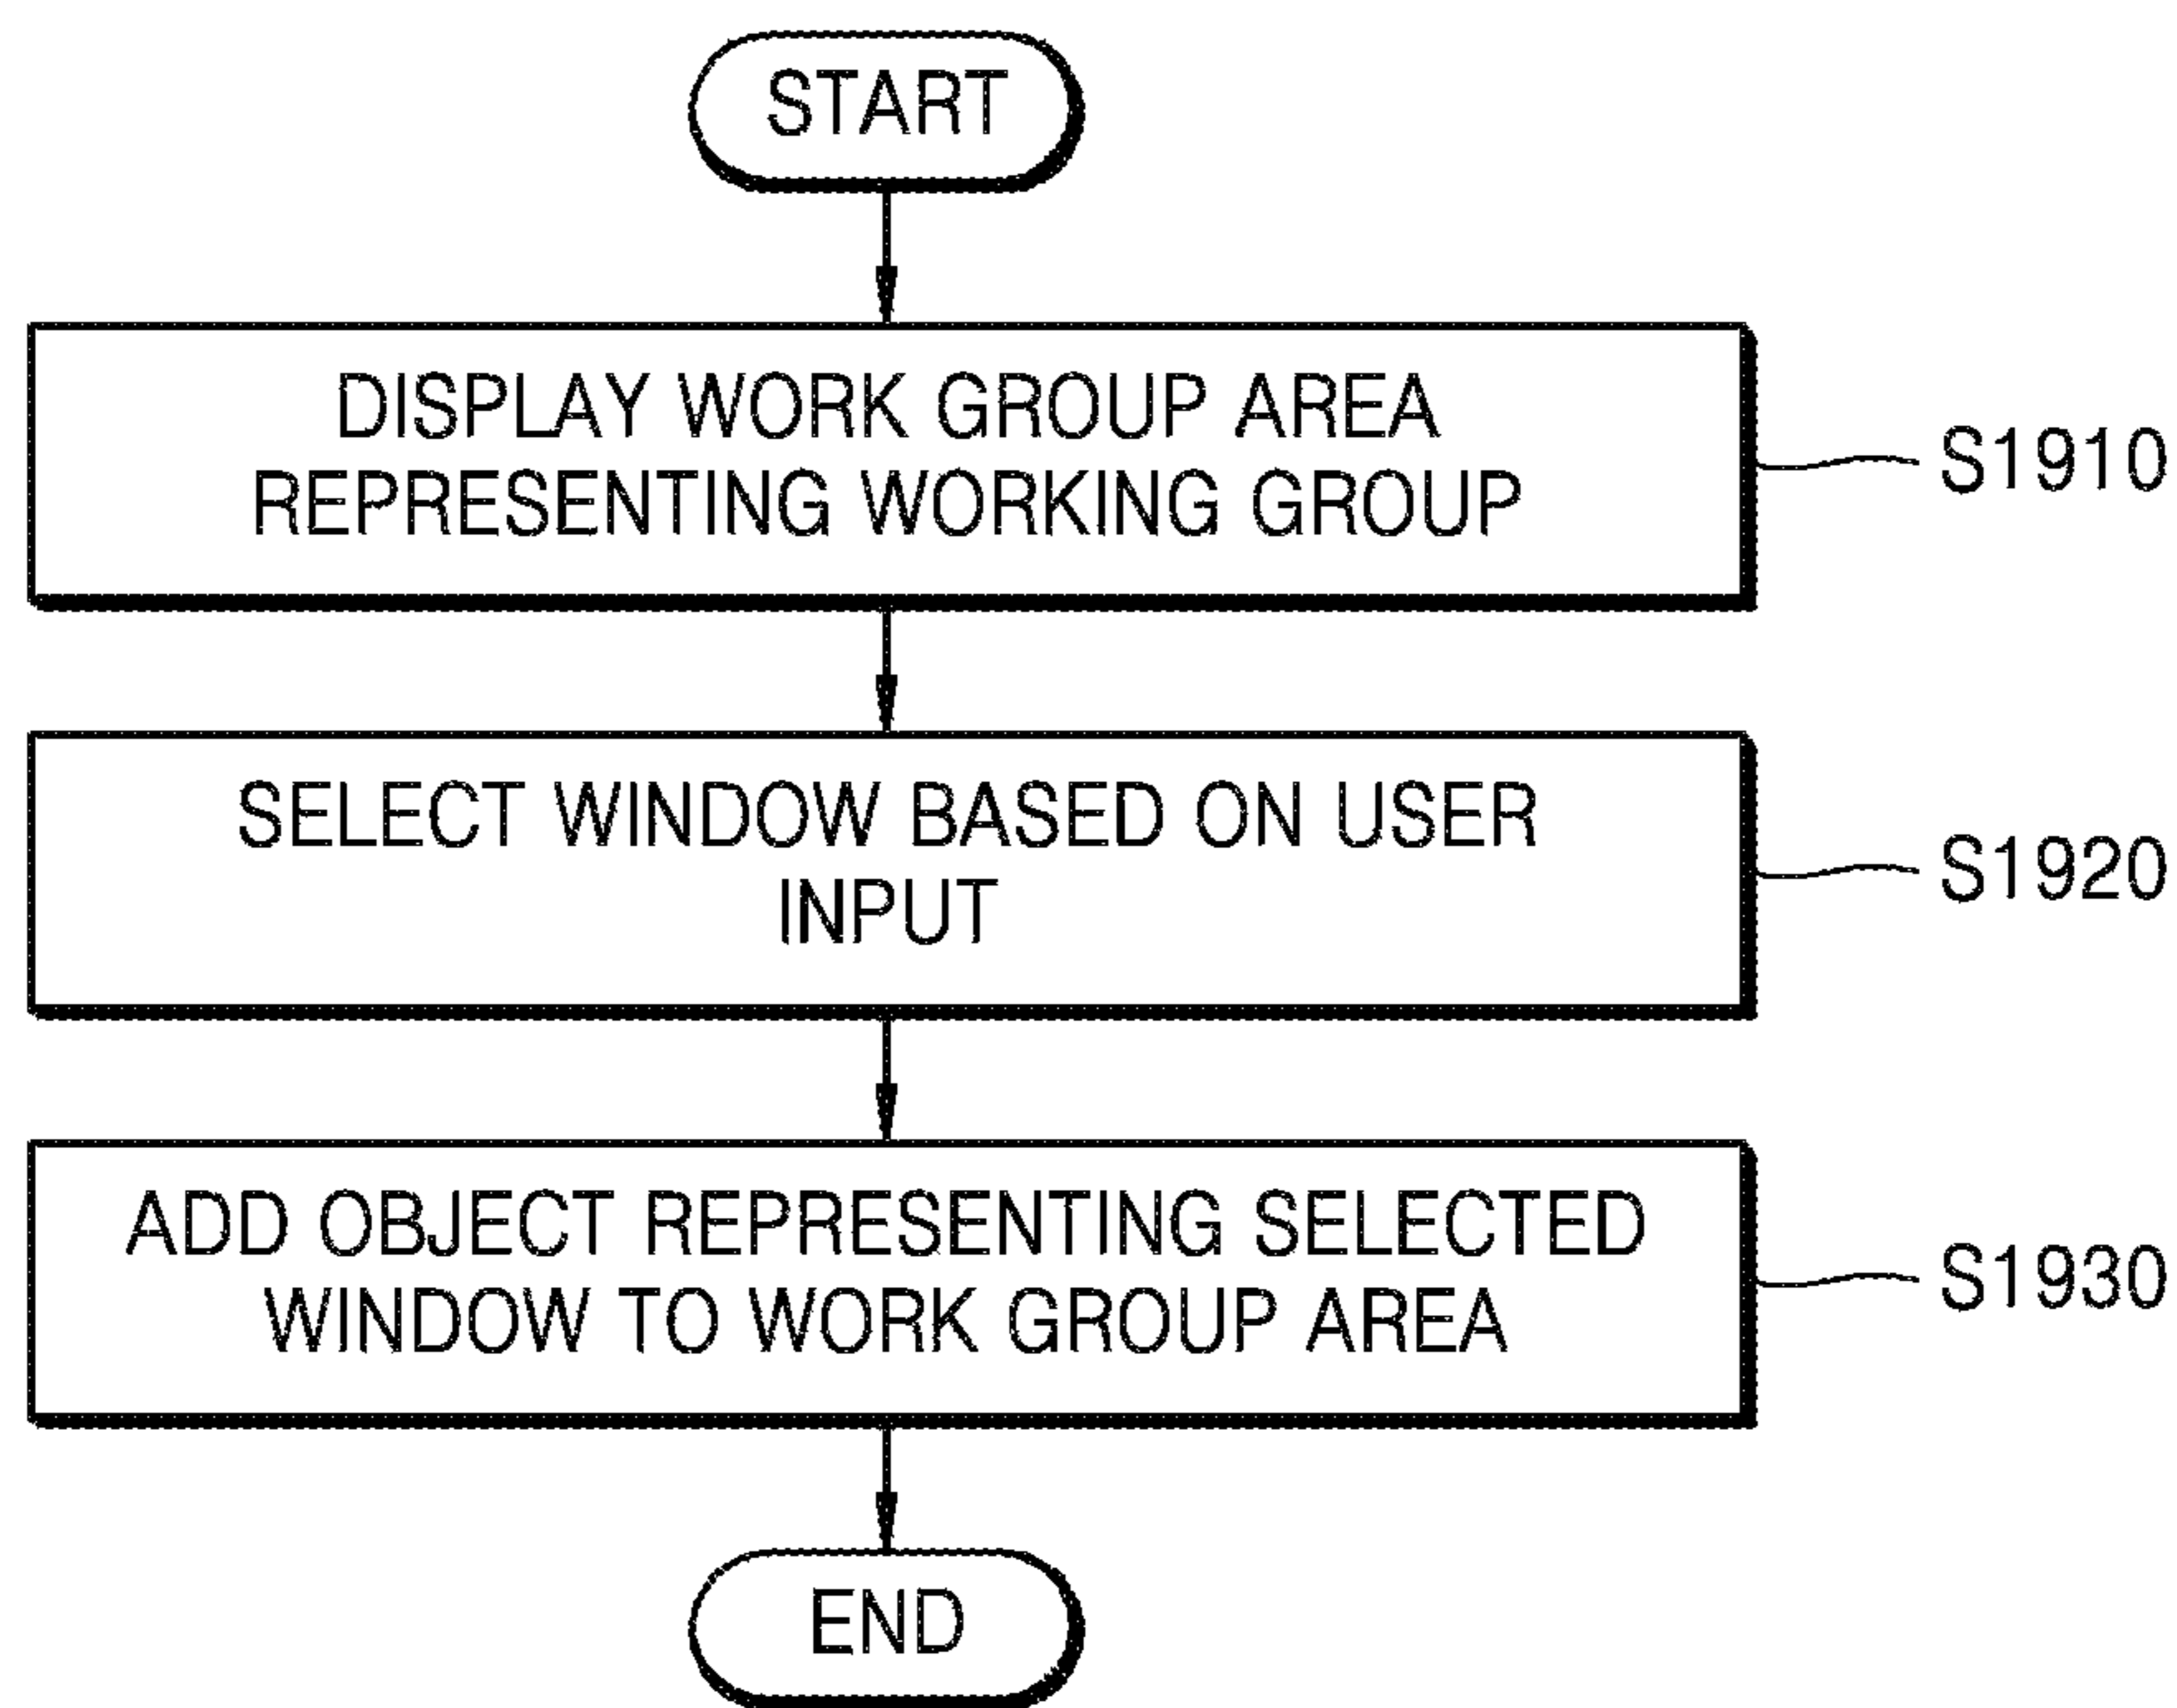 START
DISPLAY WORK GROUP AREA
REPRESENTING WORKING GROUP
S1910
SELECT WINDOW BASED ON USER
INPUT
S1920
ADD OBJECT REPRESENTING SELECTED
WINDOW TO WORK GROUP AREA
S1930
END